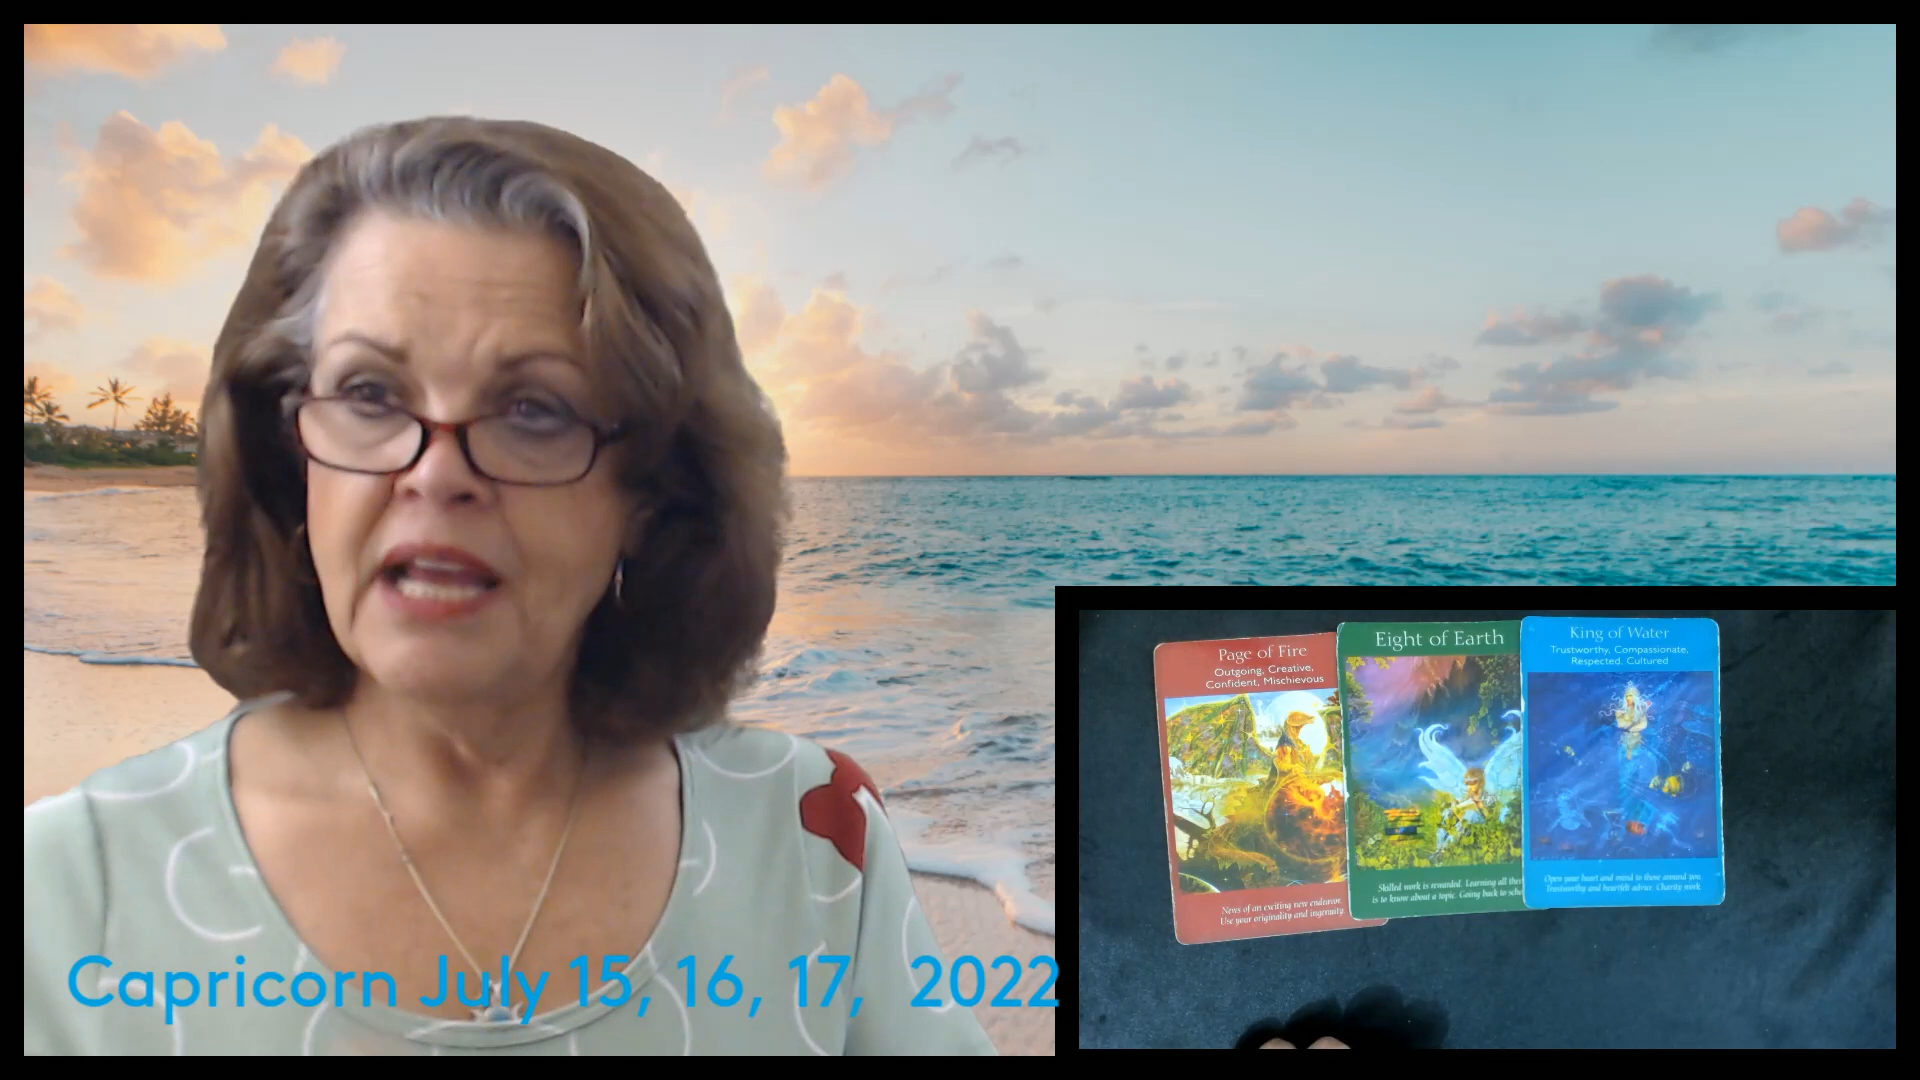 Capricorn July 15, 16, 17, 2022
Page of Fire
Outgoing, Creative,
Confident, Mischievous
News of an exciting new endeavor.
Use your originality and ingenuity.
Eight of Earth
Skilled work is rewarded. Learning all
is to know about a topic. Going back to
King of Water
Trustworthy, Compassionate,
Respected, Cultured
Open your heart and mind to those around you.
Trustworthy and heartfelt advice. Charity work.